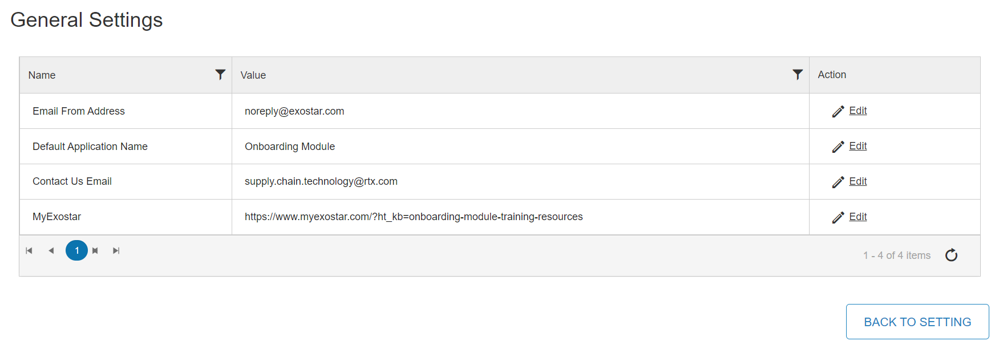 General Settings
Name Value Action
Email From Address noreply@exostar.com Edit
Default Application Name Onboarding Module Edit
Contact Us Email supply.chain.technology@rtx.com Edit
MyExostar https://www.myexostar.com/?ht_kb=onboarding-module-training-resources Edit
1 1 - 4 of 4 items
BACK TO SETTING